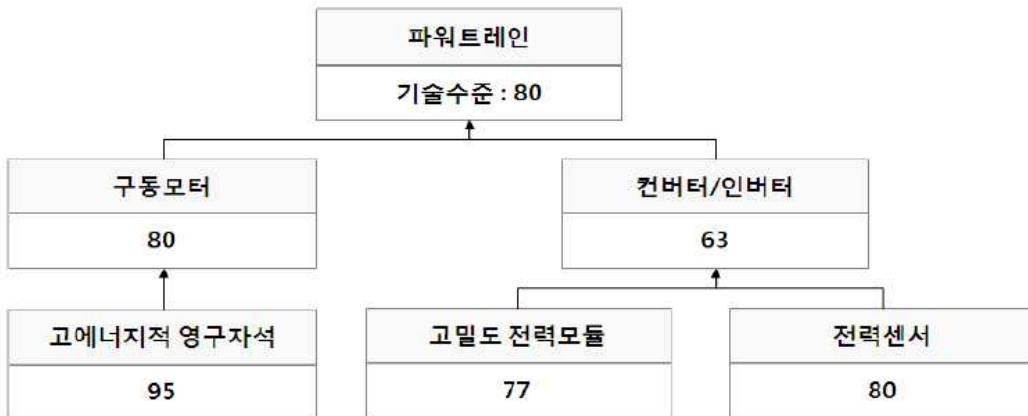 파워트레인
기술수준 : 80
구동모터
80
컨버터/인버터
63
고에너지적 영구자석
95
고밀도 전력모듈
77
전력센서
80